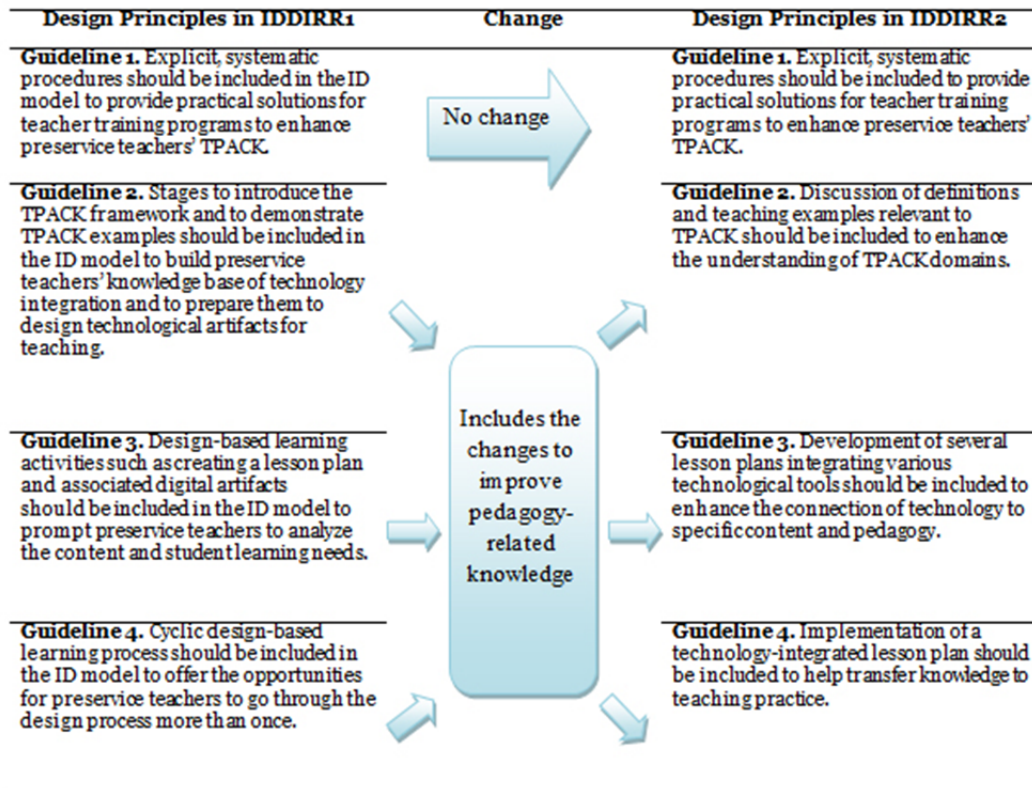 Design Principles in IDDIRR1
Change
Design Principles in IDDIRR2
Guideline 1. Explicit, systematic
procedures should be included in the ID
model to provide practical solutions for
teacher training programs to enhance
preservice teachers' TPACK.
No change
Guideline 1. Explicit, systematic
procedures should be included to provide
practical solutions for teacher training
programs to enhance preservice teachers'
TPACK.
Guideline 2. Stages to introduce the
TPACK framework and to demonstrate
TPACK examples should be included in
the ID model to build preservice
teachers' knowledge base of technology
integration and to prepare them to
design technological artifacts for
teaching.
Guideline 2. Discussion of definitions
and teaching examples relevant to
TPACK should be included to enhance
the understanding of TPACK domains.
Includes the
changes to
improve
pedagogy-
related
knowledge
Guideline 3. Design-based learning
activities such as creating a lesson plan
and associated digital artifacts
should be included in the ID model to
prompt preservice teachers to analyze
the content and student learning needs.
Guideline 3. Development of several
lesson plans integrating various
technological tools should be included to
enhance the connection of technology to
specific content and pedagogy.
Guideline 4. Cyclic design-based
learning process should be included in
the ID model to offer the opportunities
for preservice teachers to go through the
design process more than once.
Guideline 4. Implementation of a
technology-integrated lesson plan should
be included to help transfer knowledge to
teaching practice.